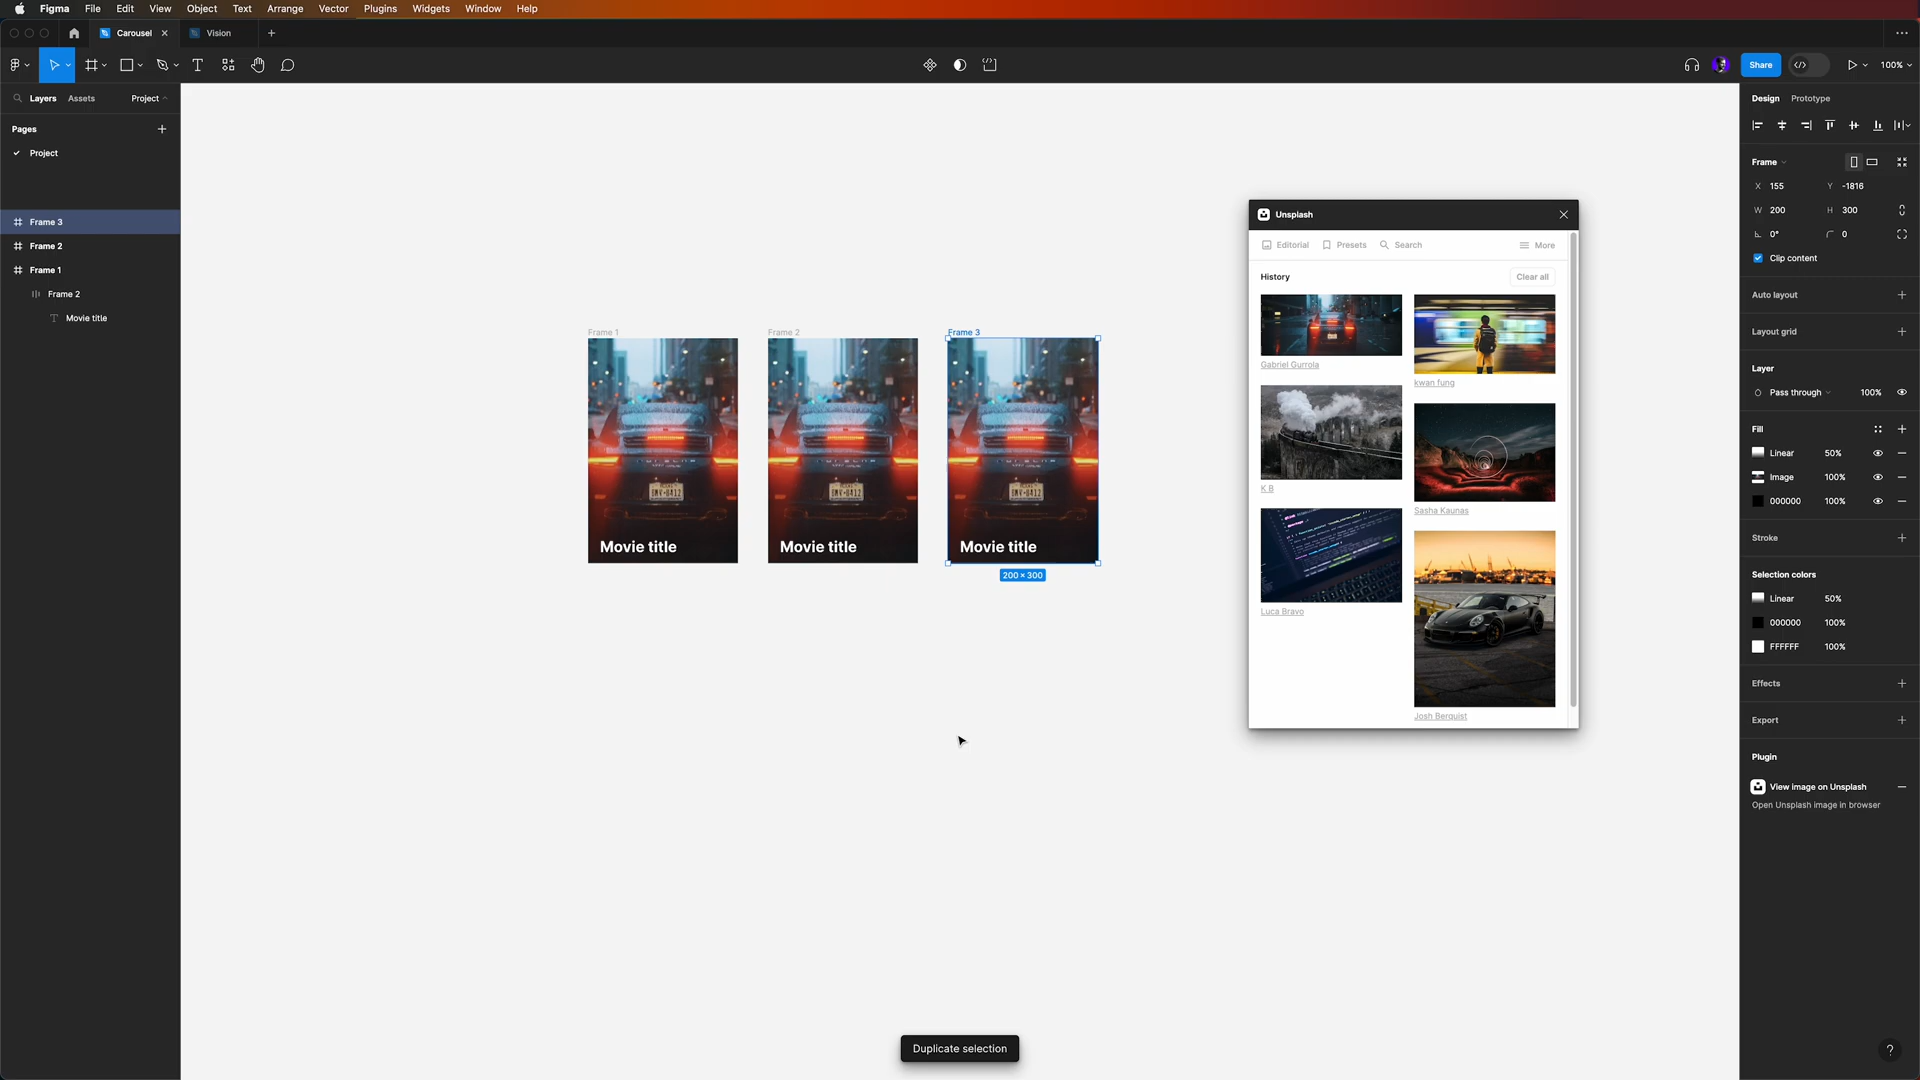 Figma File Edit View Object Text Arrange Vector Plugins Widgets Window Help
Carousel Vision
Share 100%
Layers Assets Project
Pages
Project
Frame 3
Frame 2
Frame 1
Frame 2
Movie title
Frame 1
Frame 2
Frame 3
Movie title
Movie title
Movie title
200 × 300
Unsplash
Editorial Presets Search More
History
Clear all
Gabriel Gurrola
kwan fung
K B
Sasha Kaunas
Luca Bravo
Josh Berquist
Duplicate selection
Design Prototype
Frame
X 155 Y -1816
W 200 H 300
0° 0
Clip content
Auto layout
Layout grid
Layer
Pass through 100%
Fill
Linear 50%
Image 100%
000000 100%
Stroke
Selection colors
Linear 50%
000000 100%
FFFFFF 100%
Effects
Export
Plugin
View image on Unsplash
Open Unsplash image in browser
?